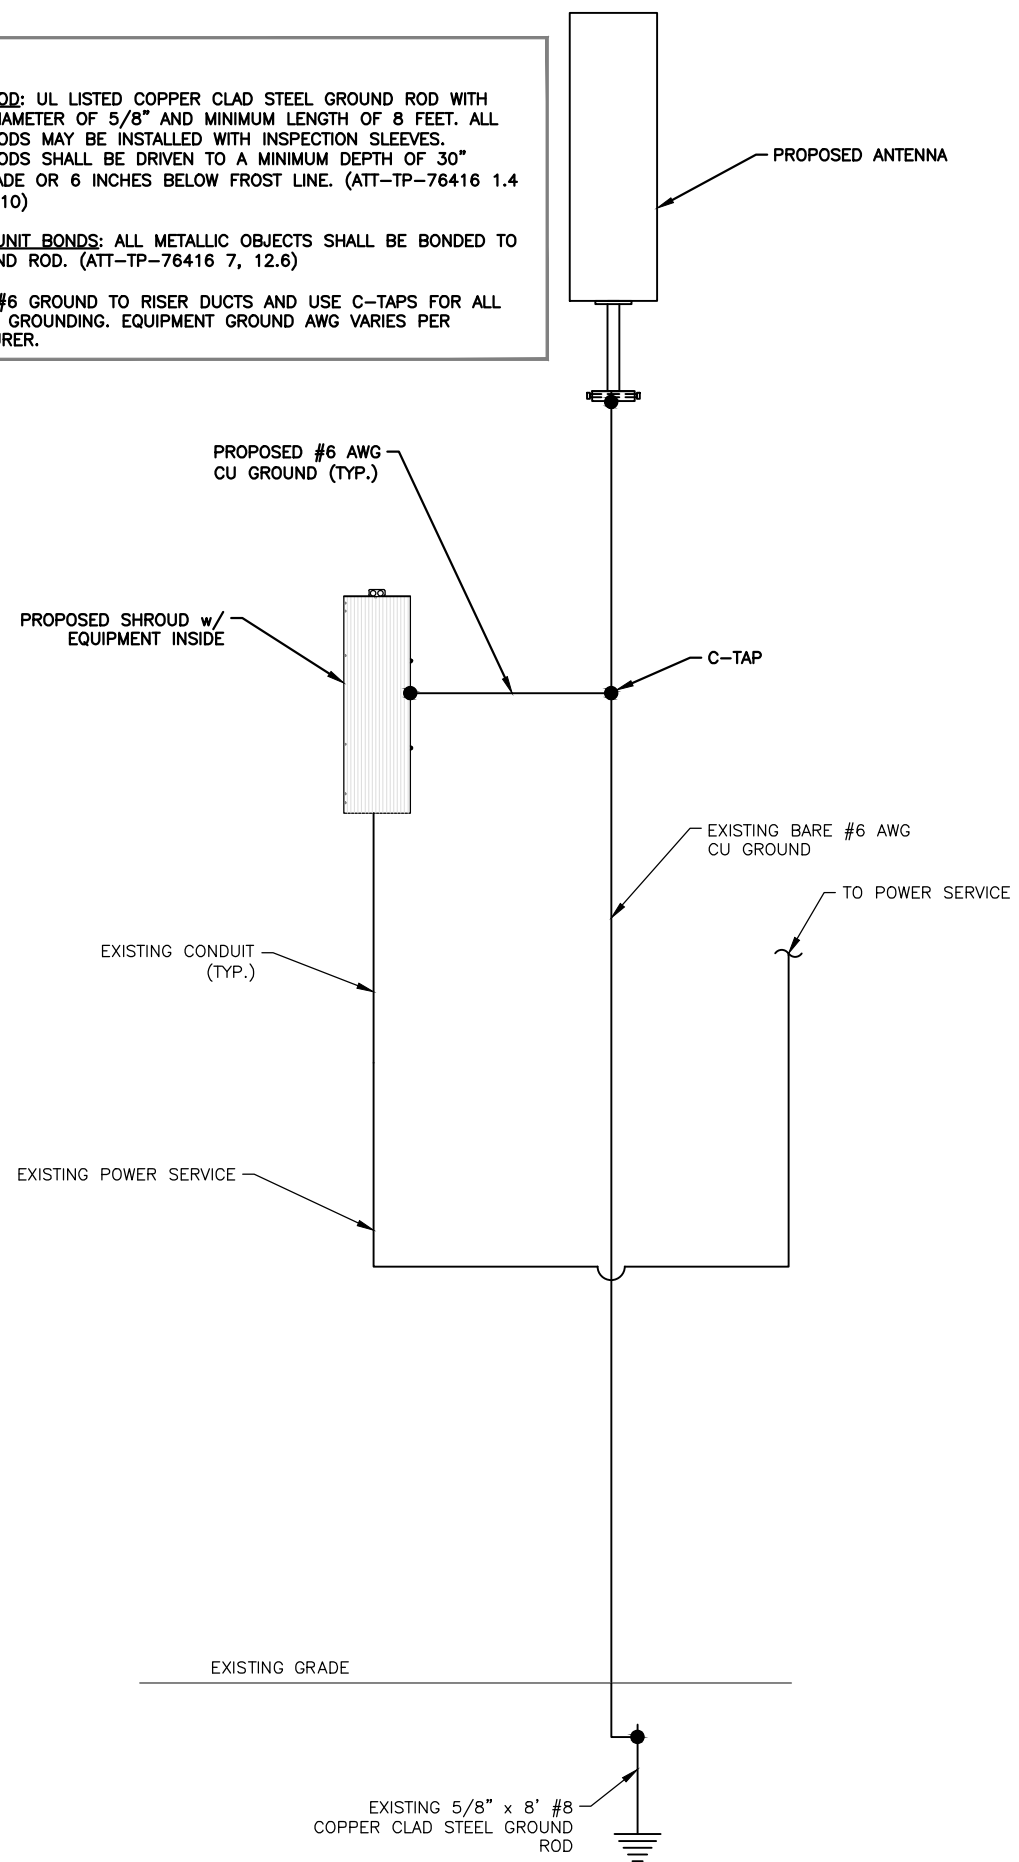 OD: UL LISTED COPPER CLAD STEEL GROUND ROD WITH
IAMETER OF 5/8" AND MINIMUM LENGTH OF 8 FEET. ALL
ODS MAY BE INSTALLED WITH INSPECTION SLEEVES.
ODS SHALL BE DRIVEN TO A MINIMUM DEPTH OF 30"
ADE OR 6 INCHES BELOW FROST LINE. (ATT-TP-76416 1.4
10)
UNIT BONDS: ALL METALLIC OBJECTS SHALL BE BONDED TO
ND ROD. (ATT-TP-76416 7, 12.6)
#6 GROUND TO RISER DUCTS AND USE C-TAPS FOR ALL
GROUNDING. EQUIPMENT GROUND AWG VARIES PER
URER.
PROPOSED ANTENNA
PROPOSED #6 AWG
CU GROUND (TYP.)
PROPOSED SHROUD w/
EQUIPMENT INSIDE
C-TAP
EXISTING BARE #6 AWG
CU GROUND
TO POWER SERVICE
EXISTING CONDUIT
(TYP.)
EXISTING POWER SERVICE
EXISTING GRADE
EXISTING 5/8" x 8' #8
COPPER CLAD STEEL GROUND
ROD